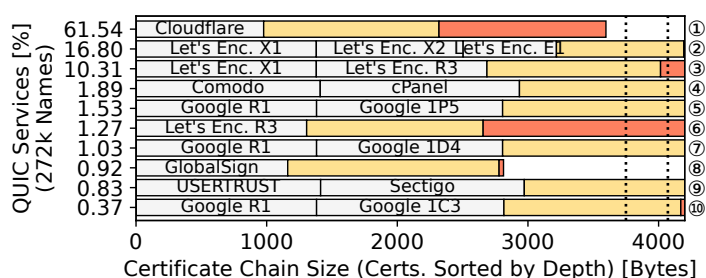 QUIC Services [%]
(272k Names)
61.54 Cloudflare ①
16.80 Let's Enc. X1 Let's Enc. X2 Let's Enc. E1 ②
10.31 Let's Enc. X1 Let's Enc. R3 ③
1.89 Comodo cPanel ④
1.53 Google R1 Google 1P5 ⑤
1.27 Let's Enc. R3 ⑥
1.03 Google R1 Google 1D4 ⑦
0.92 GlobalSign ⑧
0.83 USERTRUST Sectigo ⑨
0.37 Google R1 Google 1C3 ⑩
0 1000 2000 3000 4000
Certificate Chain Size (Certs. Sorted by Depth) [Bytes]